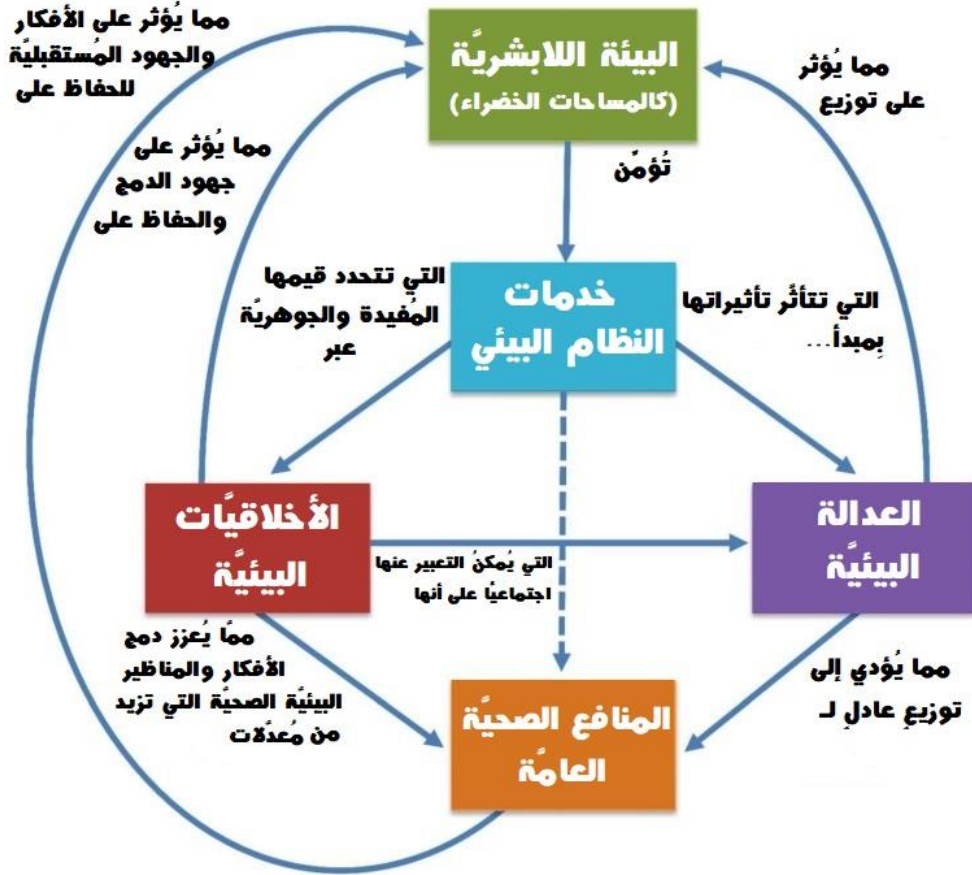 مما يُؤثر على الأفكار
والجهود المُستقبليّة
للحفاظ على
البيئة اللابشريّة
(كالمساحات الخضراء)
مما يُؤثر
على توزيع
مما يُؤثر على
جهود الدمج
والحفاظ على
تُؤمّن
التي تتحدد قيمها
المُفيدة والجوهريّة
عبر
خدمات
النظام البيئي
التي تتأثّر تأثيراتها
بِمبدأ...
الأخلاقيّات
البيئيّة
التي يُمكنُ التعبير عنها
اجتماعيًا على أنها
العدالة
البيئيّة
ممّا يُعزز دمج
الأفكار والمناظير
البيئيّة الصحيّة التي تزيد
من مُعدّلات
المنافع الصحيّة
العامّة
مما يُؤدي إلى
توزيعٍ عادلٍ لـ